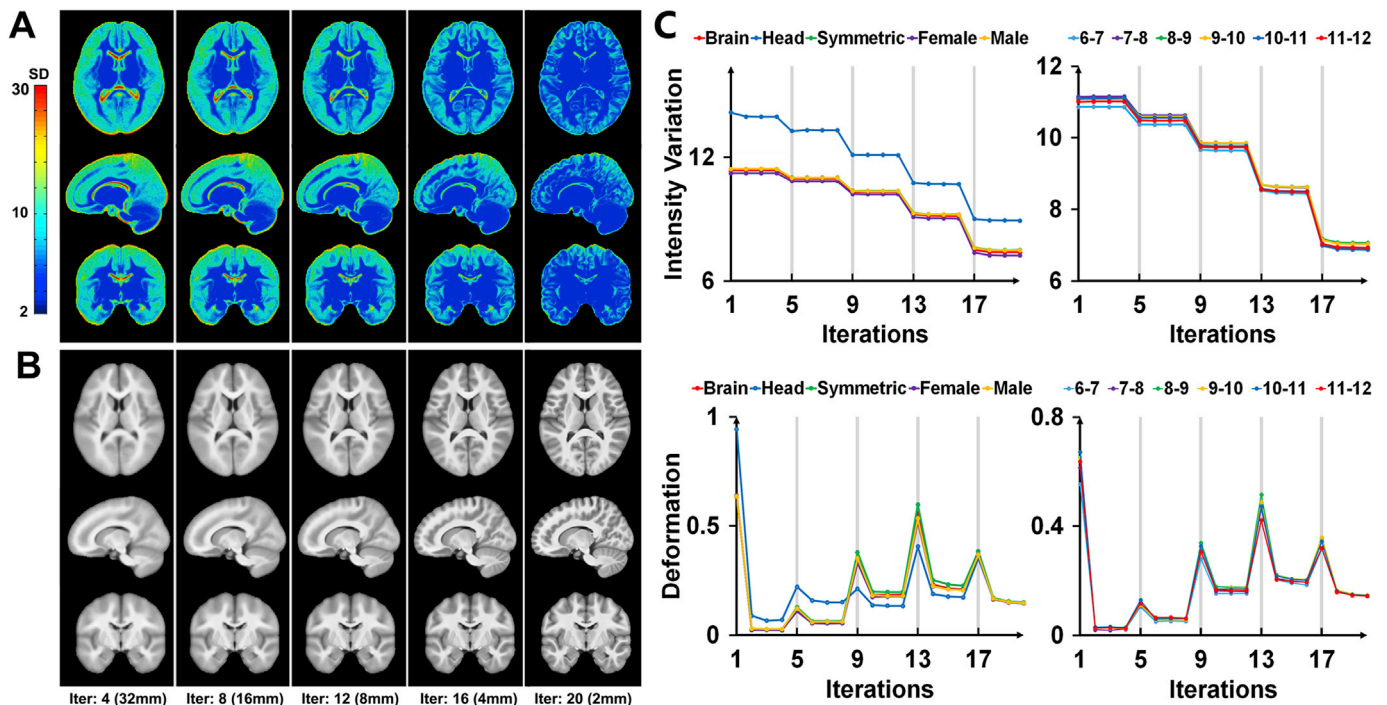 A
SD
30
10
2
B
Iter: 4 (32mm) Iter: 8 (16mm) Iter: 12 (8mm) Iter: 16 (4mm) Iter: 20 (2mm)
C
Brain Head Symmetric Female Male
Intensity Variation
12
6
1 5 9 13 17
Iterations
6-7 7-8 8-9 9-10 10-11 11-12
12
10
8
6
1 5 9 13 17
Iterations
Brain Head Symmetric Female Male
Deformation
1
0.5
0
1 5 9 13 17
Iterations
6-7 7-8 8-9 9-10 10-11 11-12
0.8
0.4
0
1 5 9 13 17
Iterations